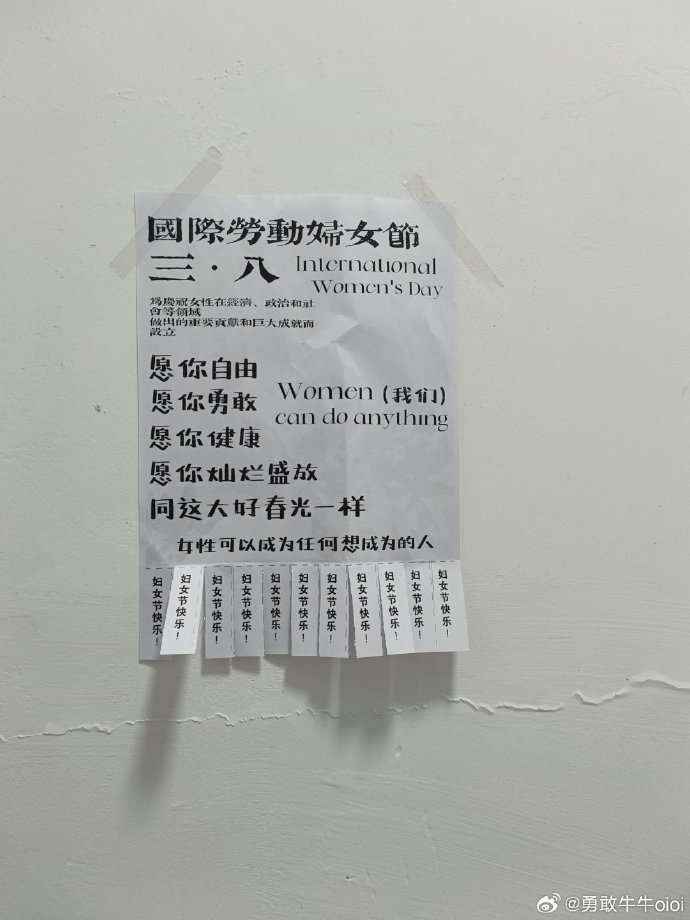 國際勞動婦女節
三·八 International Women's Day
爲慶祝女性在經濟、政治和社
會等領域
做出的重要貢獻和巨大成就而
設立
愿你自由
愿你勇敢
愿你健康
愿你灿烂盛放
同这大好春光一样
Women (我们)
can do anything
女性可以成为任何想成为的人
妇女节快乐!
妇女节快乐!
妇女节快乐!
妇女节快乐!
妇女节快乐!
妇女节快乐!
妇女节快乐!
妇女节快乐!
妇女节快乐!
妇女节快乐!
妇女节快乐!
@勇敢牛牛oioi